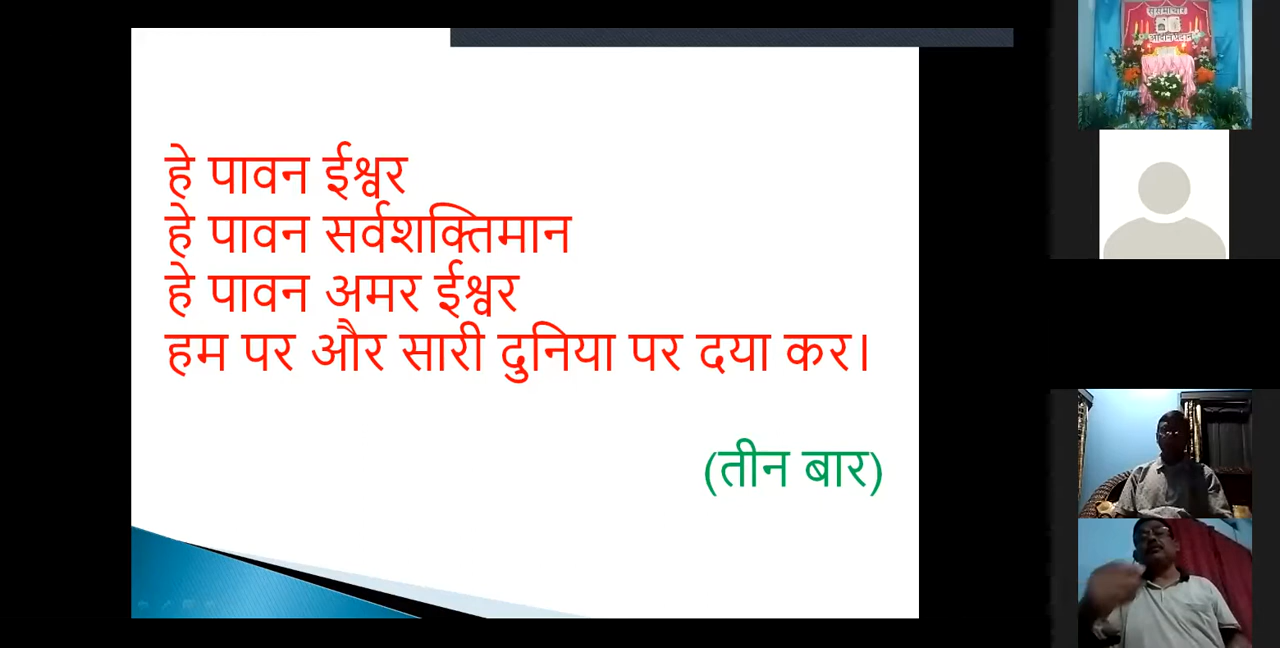 हे पावन ईश्वर
हे पावन सर्वशक्तिमान
हे पावन अमर ईश्वर
हम पर और सारी दुनिया पर दया कर।
(तीन बार)